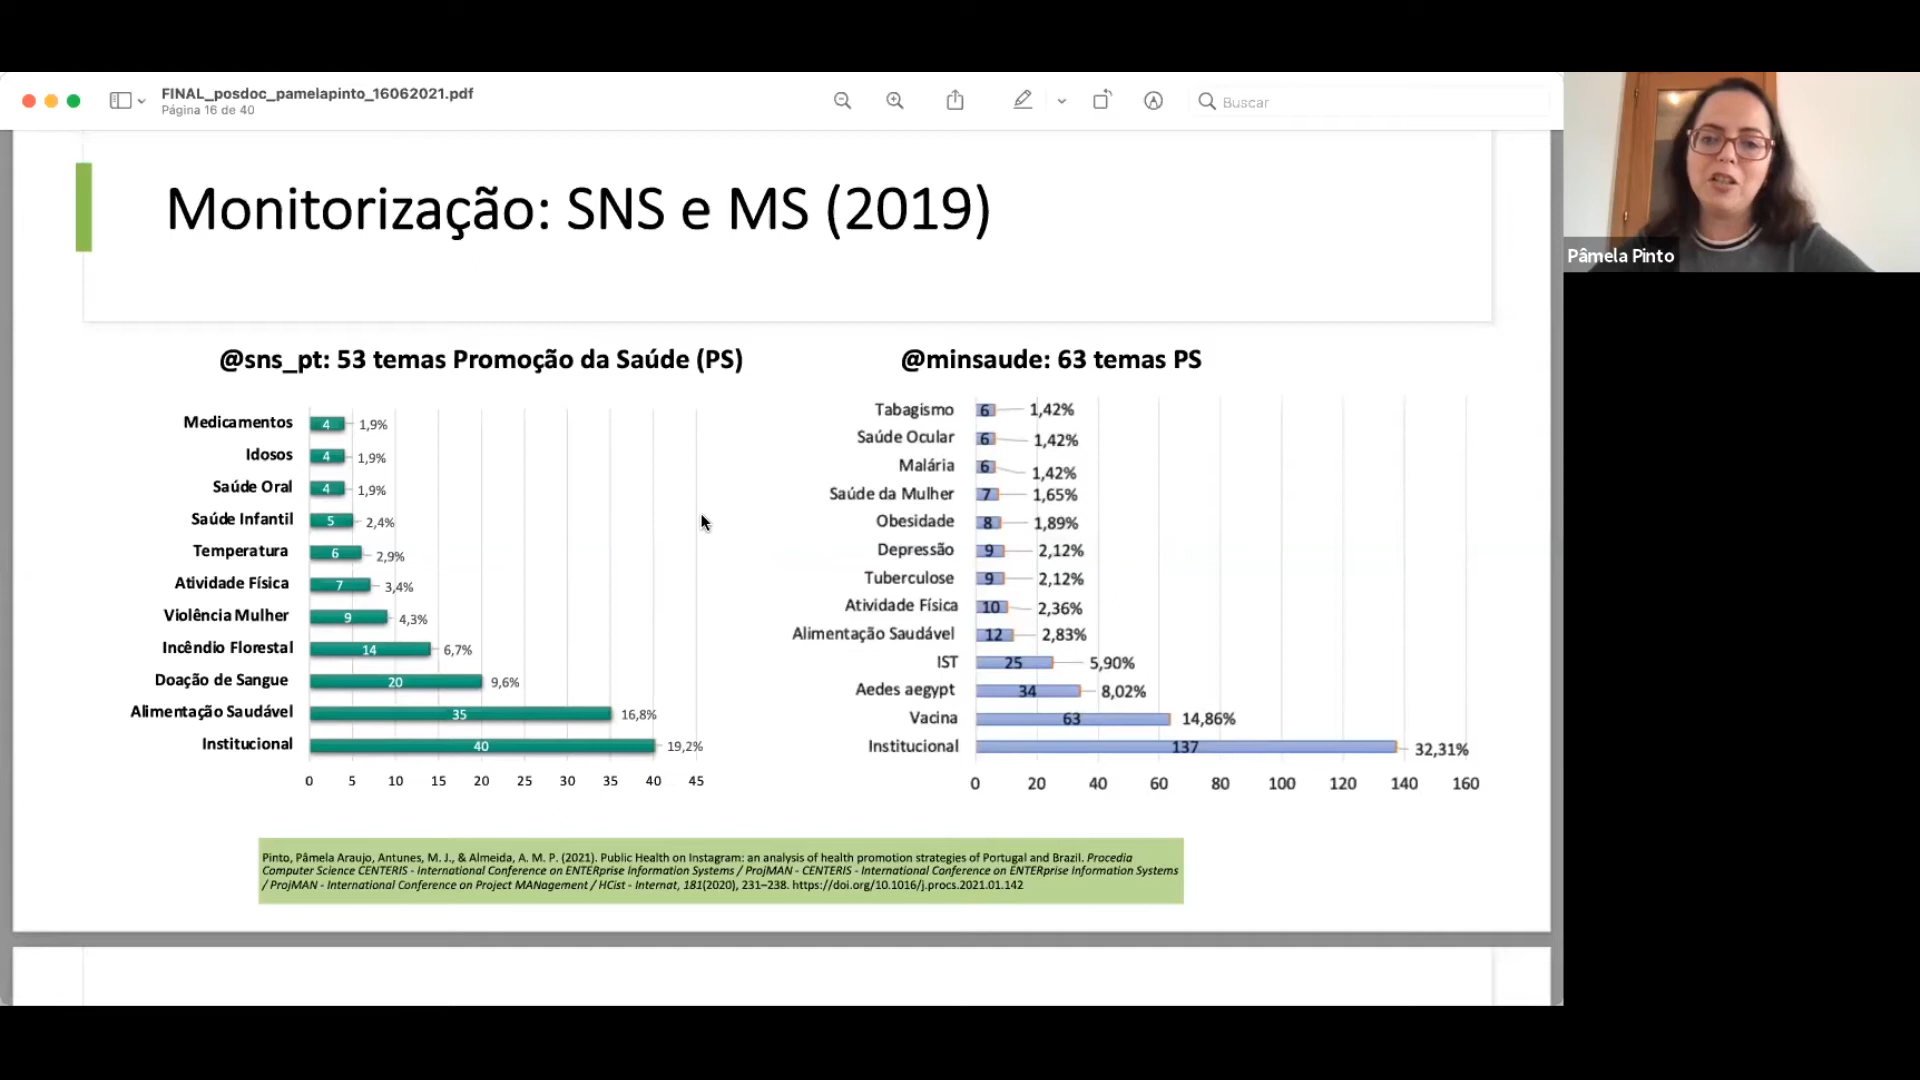 FINAL_posdoc_pamelapinto_16062021.pdf
Página 16 de 40
Buscar
Pâmela Pinto
Monitorização: SNS e MS (2019)
@sns_pt: 53 temas Promoção da Saúde (PS)
Medicamentos 4 1,9%
Idosos 4 1,9%
Saúde Oral 4 1,9%
Saúde Infantil 5 2,4%
Temperatura 6 2,9%
Atividade Física 7 3,4%
Violência Mulher 9 4,3%
Incêndio Florestal 14 6,7%
Doação de Sangue 20 9,6%
Alimentação Saudável 35 16,8%
Institucional 40 19,2%
0 5 10 15 20 25 30 35 40 45
@minsaude: 63 temas PS
Tabagismo 6 1,42%
Saúde Ocular 6 1,42%
Malária 6 1,42%
Saúde da Mulher 7 1,65%
Obesidade 8 1,89%
Depressão 9 2,12%
Tuberculose 9 2,12%
Atividade Física 10 2,36%
Alimentação Saudável 12 2,83%
IST 25 5,90%
Aedes aegypt 34 8,02%
Vacina 63 14,86%
Institucional 137 32,31%
0 20 40 60 80 100 120 140 160
Pinto, Pâmela Araujo, Antunes, M. J., & Almeida, A. M. P. (2021). Public Health on Instagram: an analysis of health promotion strategies of Portugal and Brazil. Procedia
Computer Science CENTERIS - International Conference on ENTERprise Information Systems / ProjMAN - CENTERIS - International Conference on ENTERprise Information Systems
/ ProjMAN - International Conference on Project MANagement / HCist - Internat, 181(2020), 231–238. https://doi.org/10.1016/j.procs.2021.01.142